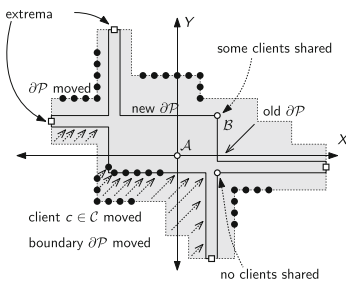 extrema
Y
some clients shared
∂𝒫 moved
new ∂𝒫
old ∂𝒫
ℬ
X
𝒜
client c ∈ 𝒞 moved
boundary ∂𝒫 moved
no clients shared